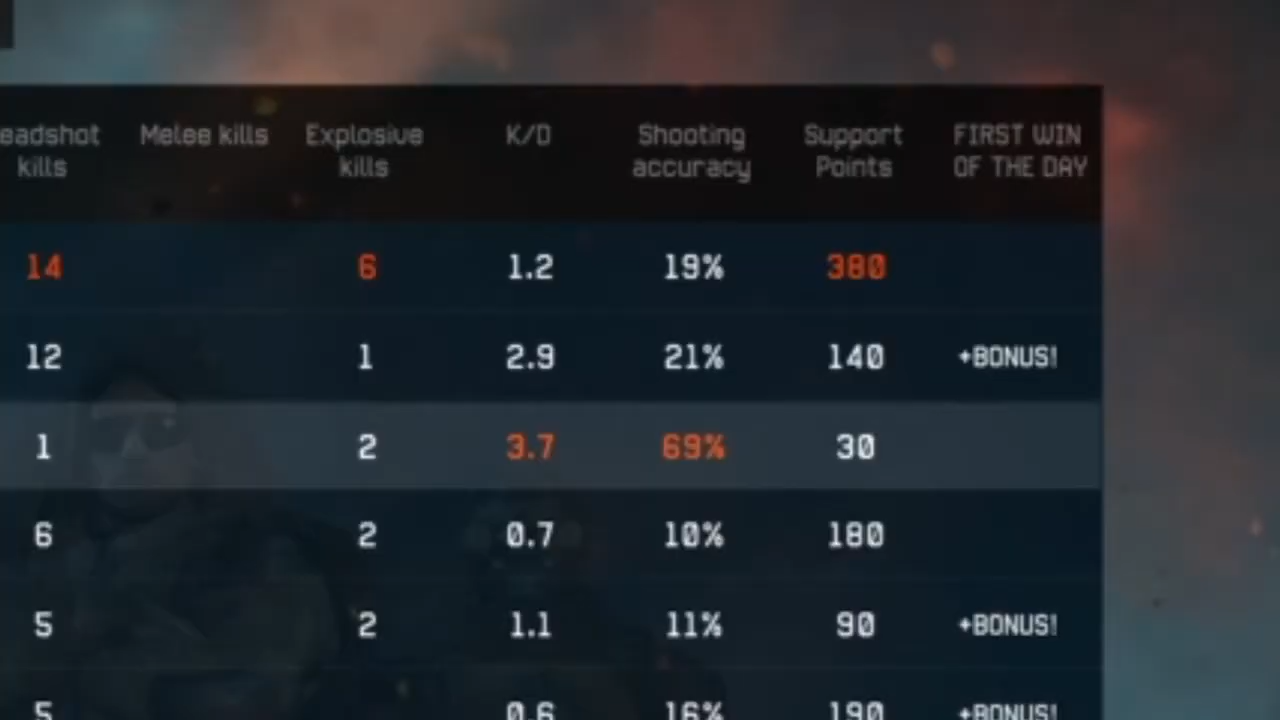 eadshot kills Melee kills Explosive kills K/D Shooting accuracy Support Points FIRST WIN OF THE DAY
14 6 1.2 19% 380
12 1 2.9 21% 140 +BONUS!
1 2 3.7 69% 30
6 2 0.7 10% 180
5 2 1.1 11% 90 +BONUS!
5 0.6 16% 190 +BONUS!